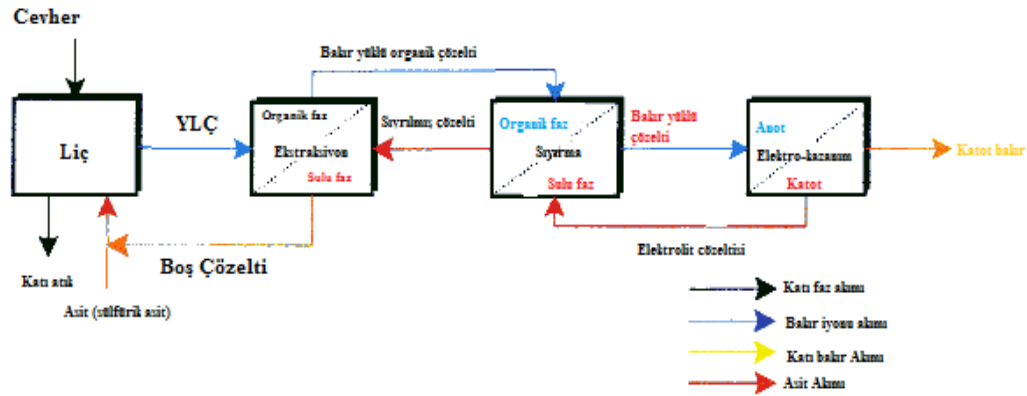 Cevher
Bakır yüklü organik çözelti
YLÇ
Organik faz
Sıyrılmış çözelti
Organik faz
Bakır yüklü
çözelti
Anot
Liç
Ekstraksiyon
Sıyırma
Elektro-kazanım
Katot bakır
Sulu faz
Sulu faz
Katot
Elektrolit cözeltisi
Boş Çözelti
Katı atık
Katı faz akımı
Asit (sülfürik asit)
Bakır iyonu akımı
Katı bakır Akımı
Asit Akımı